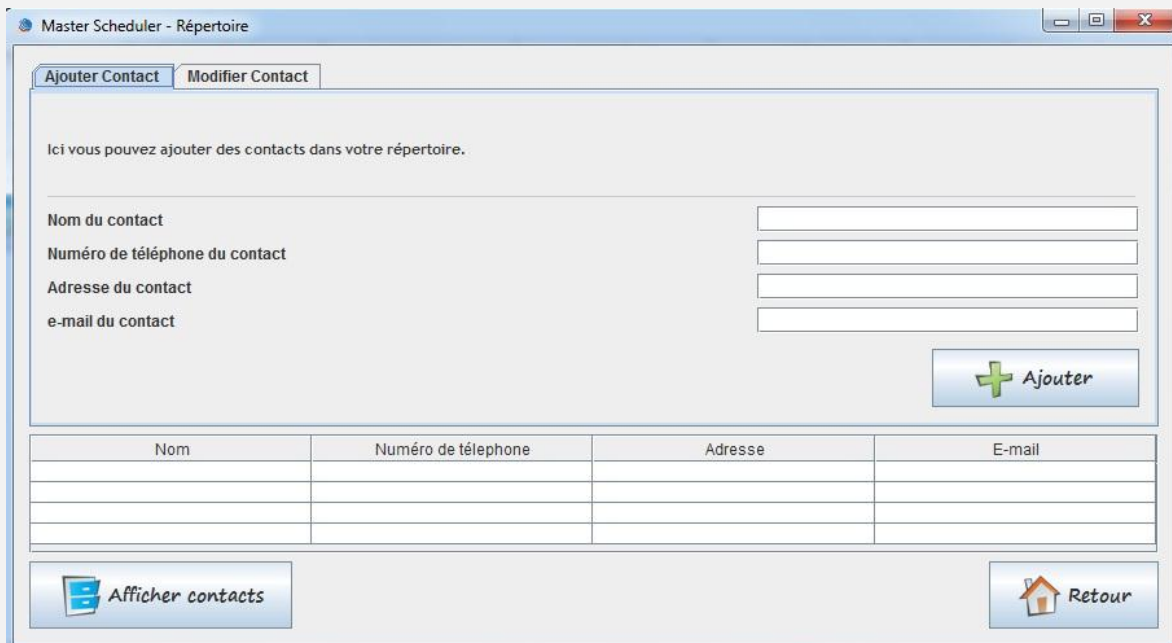 Master Scheduler - Répertoire
Ajouter Contact Modifier Contact
Ici vous pouvez ajouter des contacts dans votre répertoire.
Nom du contact
Numéro de téléphone du contact
Adresse du contact
e-mail du contact
Ajouter
Nom Numéro de télephone Adresse E-mail
Afficher contacts Retour